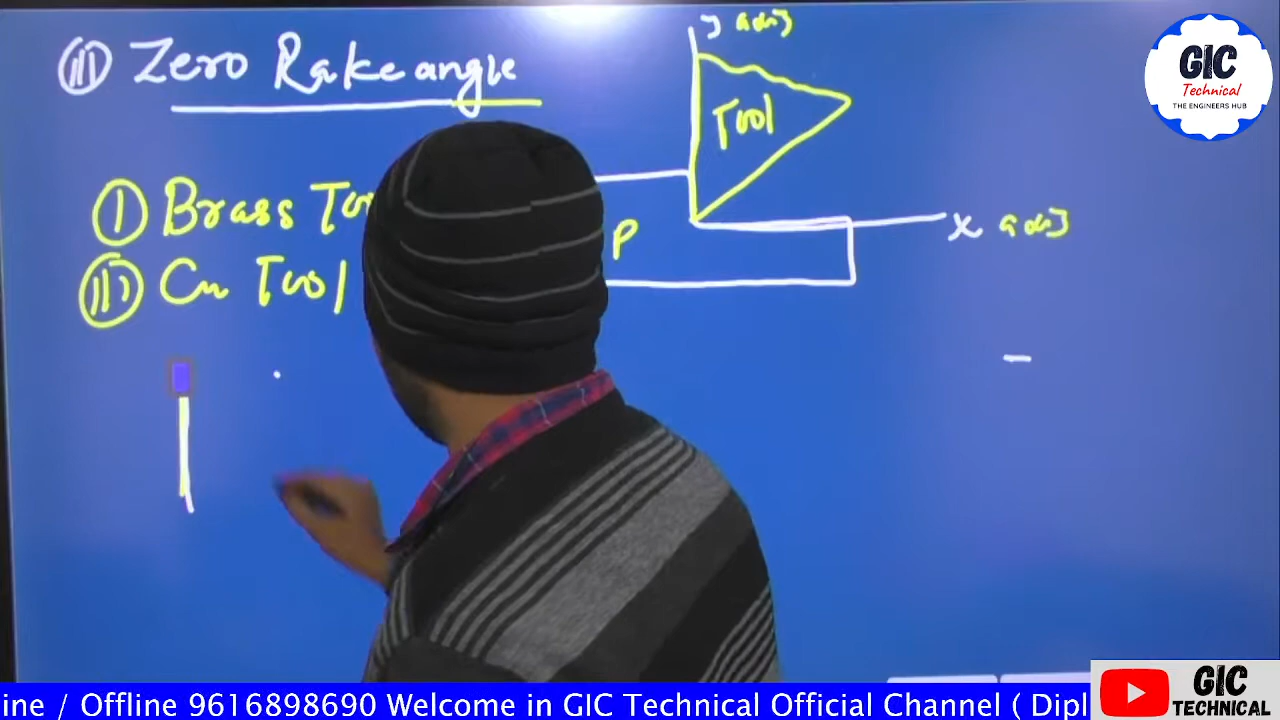 (III) Zero Rake angle
y axis
Tool
(I) Brass Too
P
x axis
(II) Cu Tool
GIC
Technical
THE ENGINEERS HUB
ine / Offline 9616898690 Welcome in GIC Technical Official Channel ( Dipl
GIC
TECHNICAL